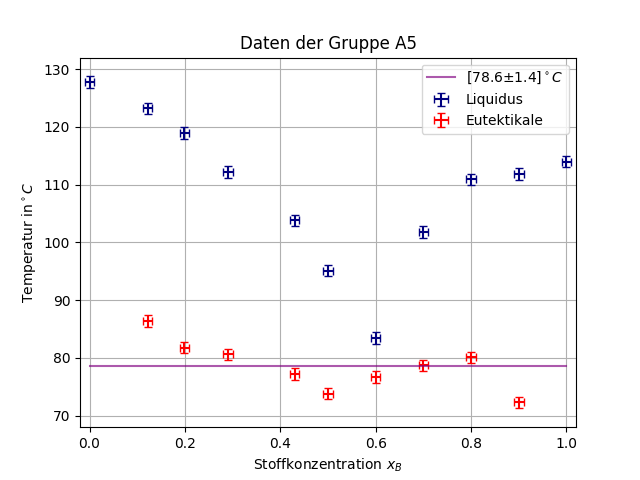 Daten der Gruppe A5
[78.6±1.4]°C
Liquidus
Eutektikale
Temperatur in°C
130
120
110
100
90
80
70
0.0 0.2 0.4 0.6 0.8 1.0
Stoffkonzentration x_B